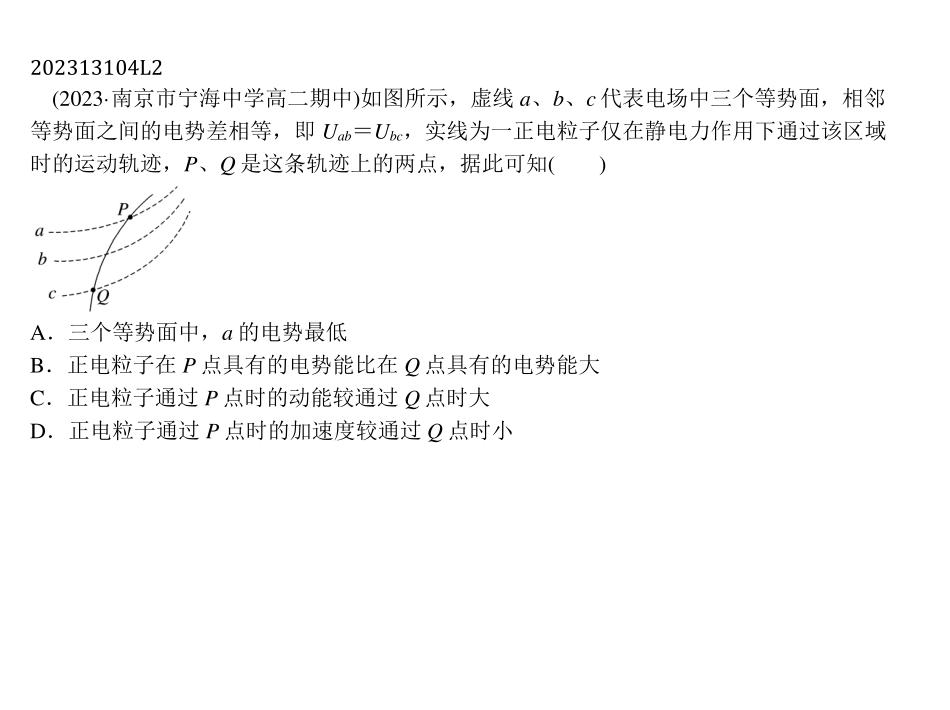 202313104L2
(2023·南京市宁海中学高二期中)如图所示，虚线 a、b、c 代表电场中三个等势面，相邻
等势面之间的电势差相等，即 Uab＝Ubc，实线为一正电粒子仅在静电力作用下通过该区域
时的运动轨迹，P、Q 是这条轨迹上的两点，据此可知(　　)
P
a
b
c
Q
A．三个等势面中，a 的电势最低
B．正电粒子在 P 点具有的电势能比在 Q 点具有的电势能大
C．正电粒子通过 P 点时的动能较通过 Q 点时大
D．正电粒子通过 P 点时的加速度较通过 Q 点时小